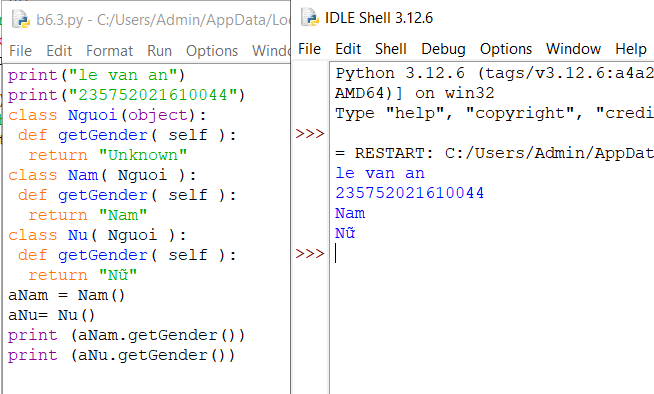 b6.3.py - C:/Users/Admin/AppData/Loc
File Edit Format Run Options Windov
print("le van an")
print("235752021610044")
class Nguoi(object):
def getGender( self ):
return "Unknown"
class Nam( Nguoi ):
def getGender( self ):
return "Nam"
class Nu( Nguoi ):
def getGender( self ):
return "Nữ"
aNam = Nam()
aNu= Nu()
print (aNam.getGender())
print (aNu.getGender())
IDLE Shell 3.12.6
File Edit Shell Debug Options Window Help
Python 3.12.6 (tags/v3.12.6:a4a2
AMD64)] on win32
Type "help", "copyright", "credi
>>>
= RESTART: C:/Users/Admin/AppDat
le van an
235752021610044
Nam
Nữ
>>>